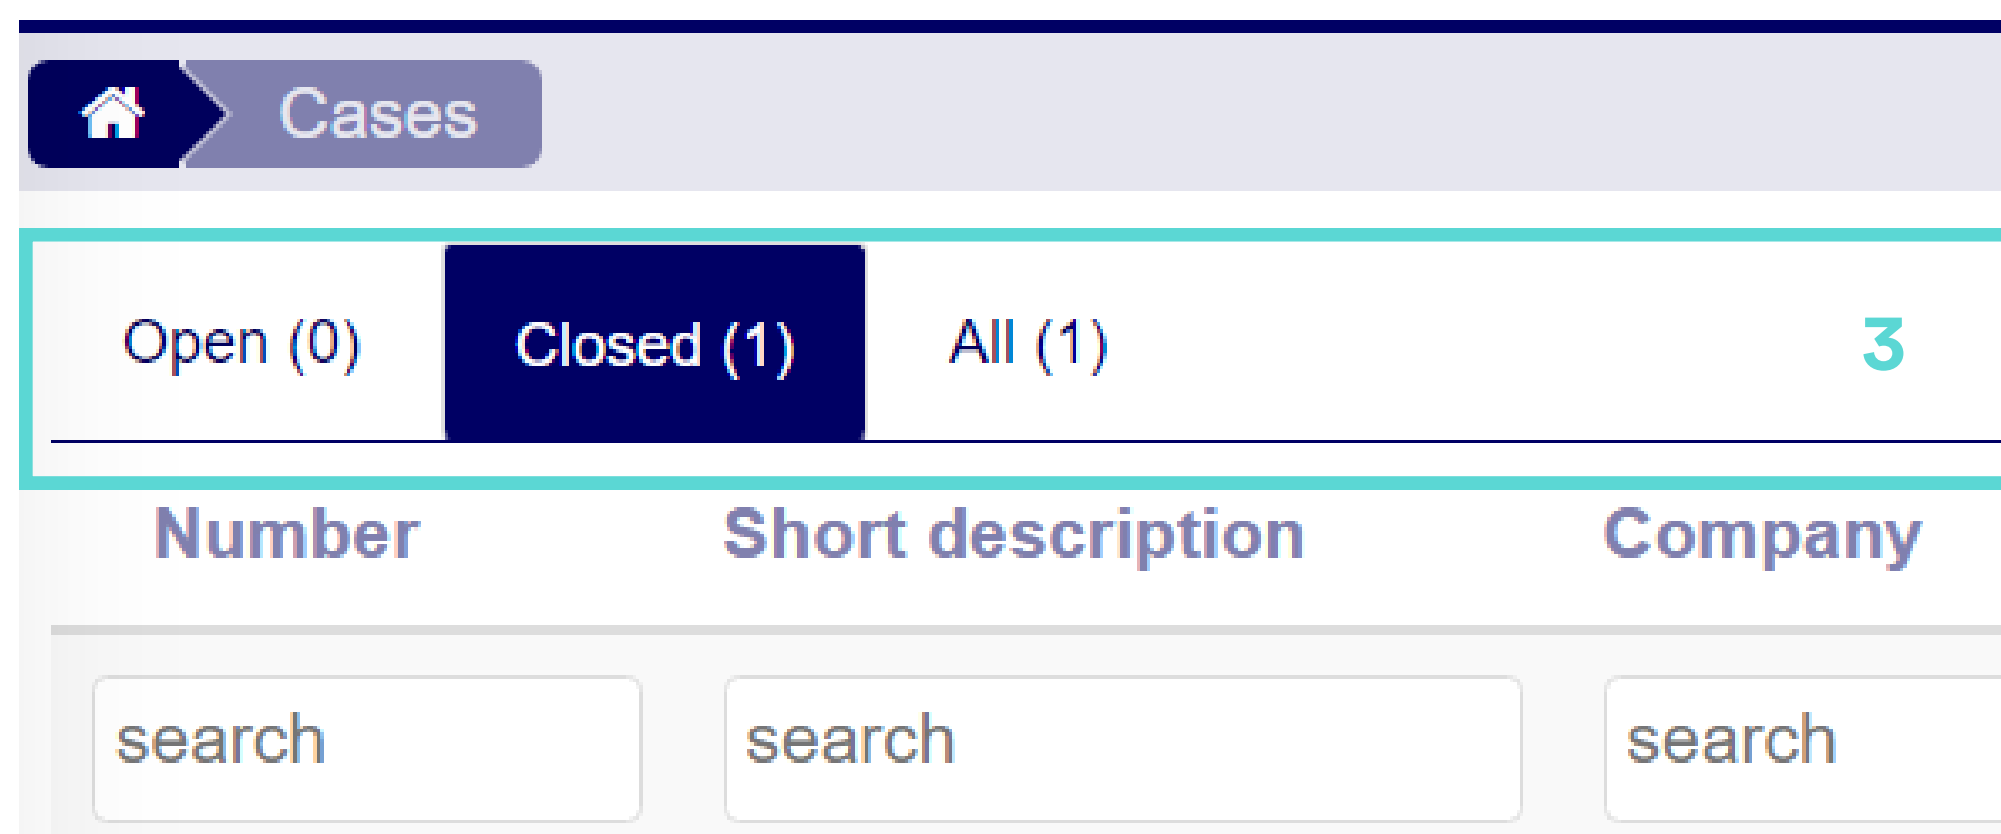 Cases
Open (0) Closed (1) All (1) 3
Number Short description Company
search search search